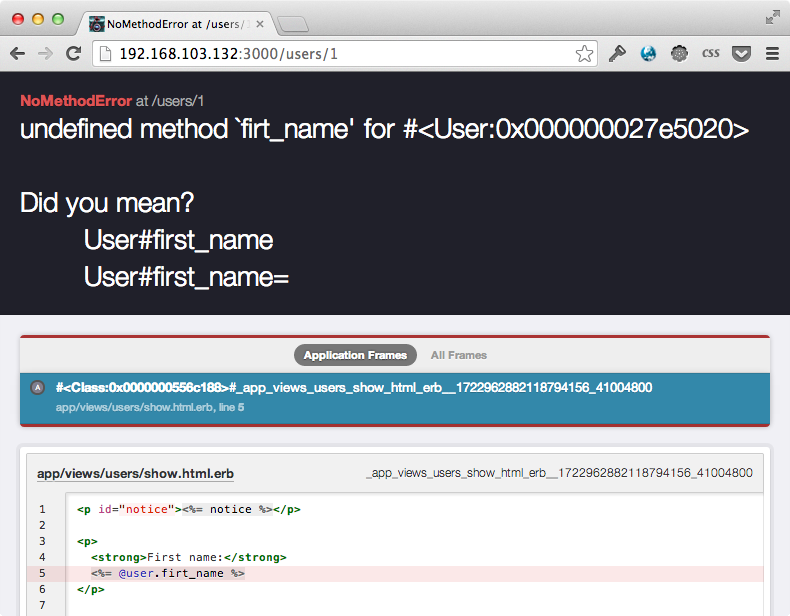 NoMethodError at /users/1
192.168.103.132:3000/users/1
css
NoMethodError at /users/1
undefined method `firt_name' for #<User:0x000000027e5020>
Did you mean?
User#first_name
User#first_name=
Application Frames All Frames
A #<Class:0x0000000556c188>#_app_views_users_show_html_erb__1722962882118794156_41004800
app/views/users/show.html.erb, line 5
app/views/users/show.html.erb _app_views_users_show_html_erb__1722962882118794156_41004800
1 <p id="notice"><%= notice %></p>
2
3 <p>
4 <strong>First name:</strong>
5 <%= @user.firt_name %>
6 </p>
7